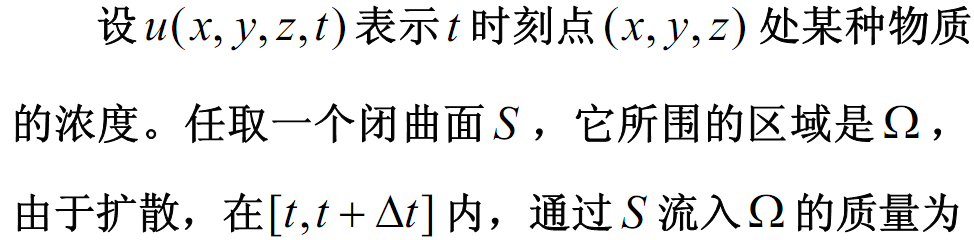 设 u(x, y, z, t) 表示 t 时刻点 (x, y, z) 处某种物质
的浓度。任取一个闭曲面 S，它所围的区域是 Ω，
由于扩散，在[t, t + Δt] 内，通过 S 流入 Ω 的质量为